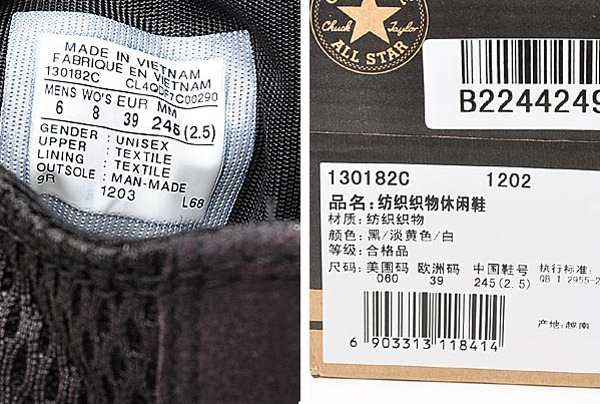 MADE IN VIETNAM
FABRIQUE EN VIETNAM
130182C CL4QCF7C00290
MENS WO'S EUR MM
6 8 39 245 (2.5)
GENDER : UNISEX
UPPER : TEXTILE
LINING : TEXTILE
OUTSOLE : MAN-MADE
9R 1203 L68
Chuck Taylor
ALL STAR
B2244249
130182C 1202
品名:纺织织物休闲鞋
材质:纺织织物
颜色:黑/淡黄色/白
等级:合格品
尺码:美国码 欧洲码 中国鞋号 执行标准:
060 39 245(2.5) QB T 2955-2
产地:越南
6 903313 118414